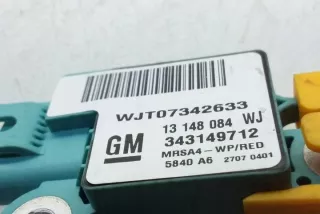 WJT07342633
13 148 084 WJ
GM 343149712
MRSA4-WP/RED
5840 A6 2707 0401